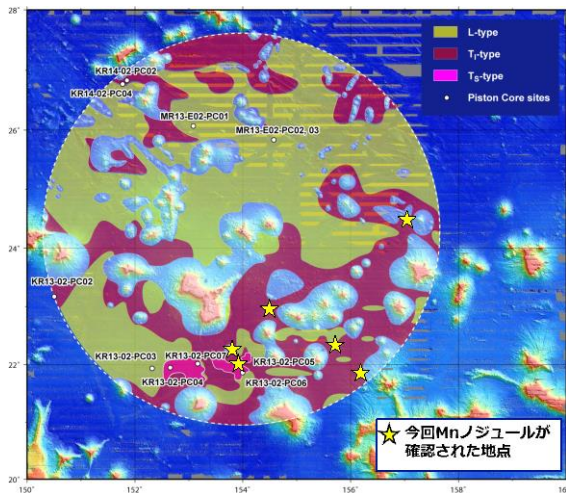 28°
26°
24°
22°
20°
150°
152°
154°
156°
158°
L-type
TI-type
TS-type
Piston Core sites
KR14-02-PC02
KR14-02-PC04
MR13-E02-PC01
MR13-E02-PC02, 03
KR13-02-PC02
KR13-02-PC03
KR13-02-PC07
KR13-02-PC05
KR13-02-PC04
KR13-02-PC06
今回Mnノジュールが
確認された地点